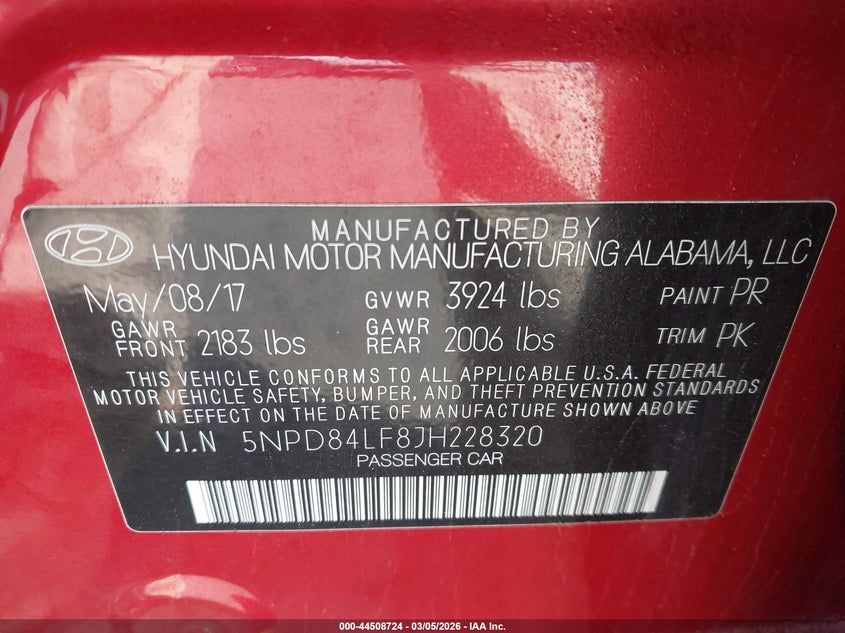 MANUFACTURED BY
HYUNDAI MOTOR MANUFACTURING ALABAMA, LLC
May/08/17 GVWR 3924 lbs PAINT PR
GAWR FRONT 2183 lbs GAWR REAR 2006 lbs TRIM PK
THIS VEHICLE CONFORMS TO ALL APPLICABLE U.S.A. FEDERAL
MOTOR VEHICLE SAFETY, BUMPER, AND THEFT PREVENTION STANDARDS
IN EFFECT ON THE DATE OF MANUFACTURE SHOWN ABOVE
V.I.N 5NPD84LF8JH228320
PASSENGER CAR
000-44508724 — 03/05/2026 — IAA Inc.